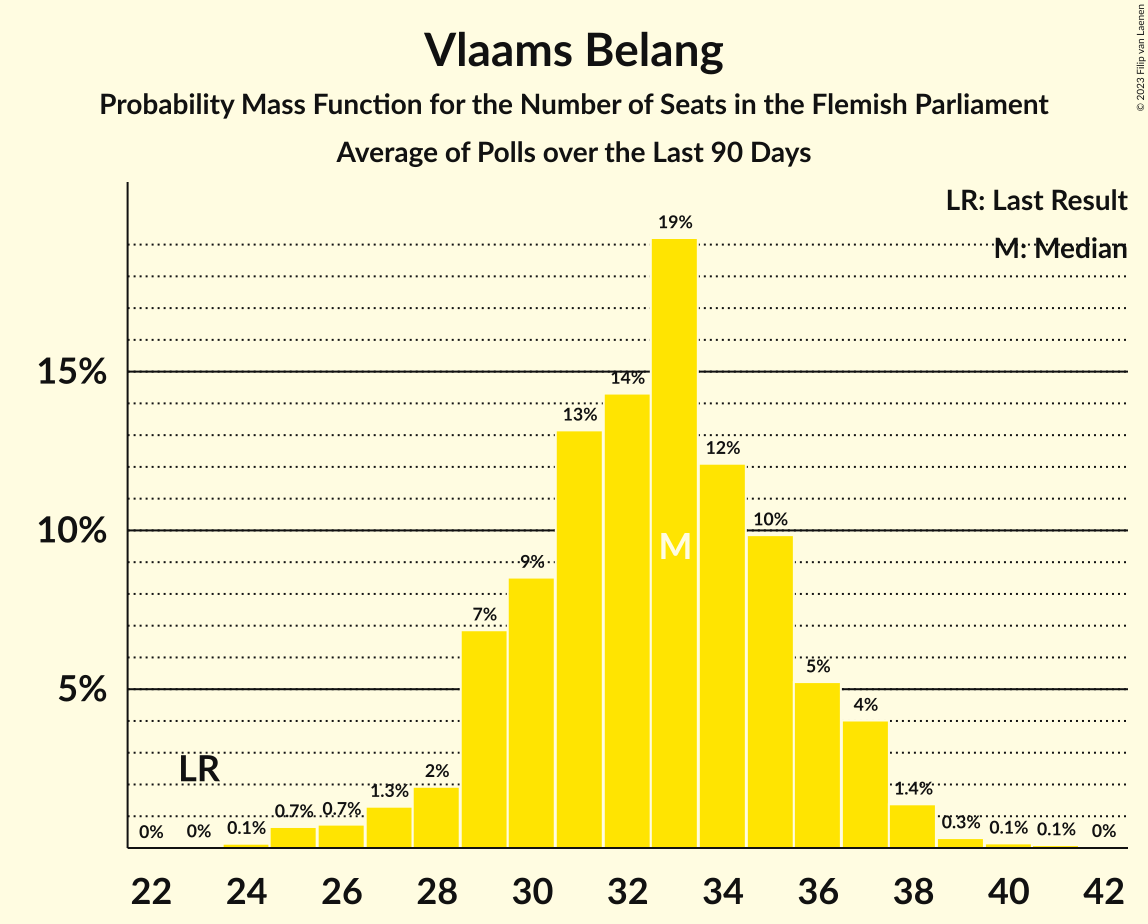 Vlaams Belang
Probability Mass Function for the Number of Seats in the Flemish Parliament
Average of Polls over the Last 90 Days
© 2023 Filip van Laenen
LR: Last Result
M: Median
15%
10%
5%
0%
0%
0.1%
0.7%
0.7%
1.3%
2%
7%
9%
13%
14%
19%
12%
10%
5%
4%
1.4%
0.3%
0.1%
0.1%
0%
LR
M
22 24 26 28 30 32 34 36 38 40 42